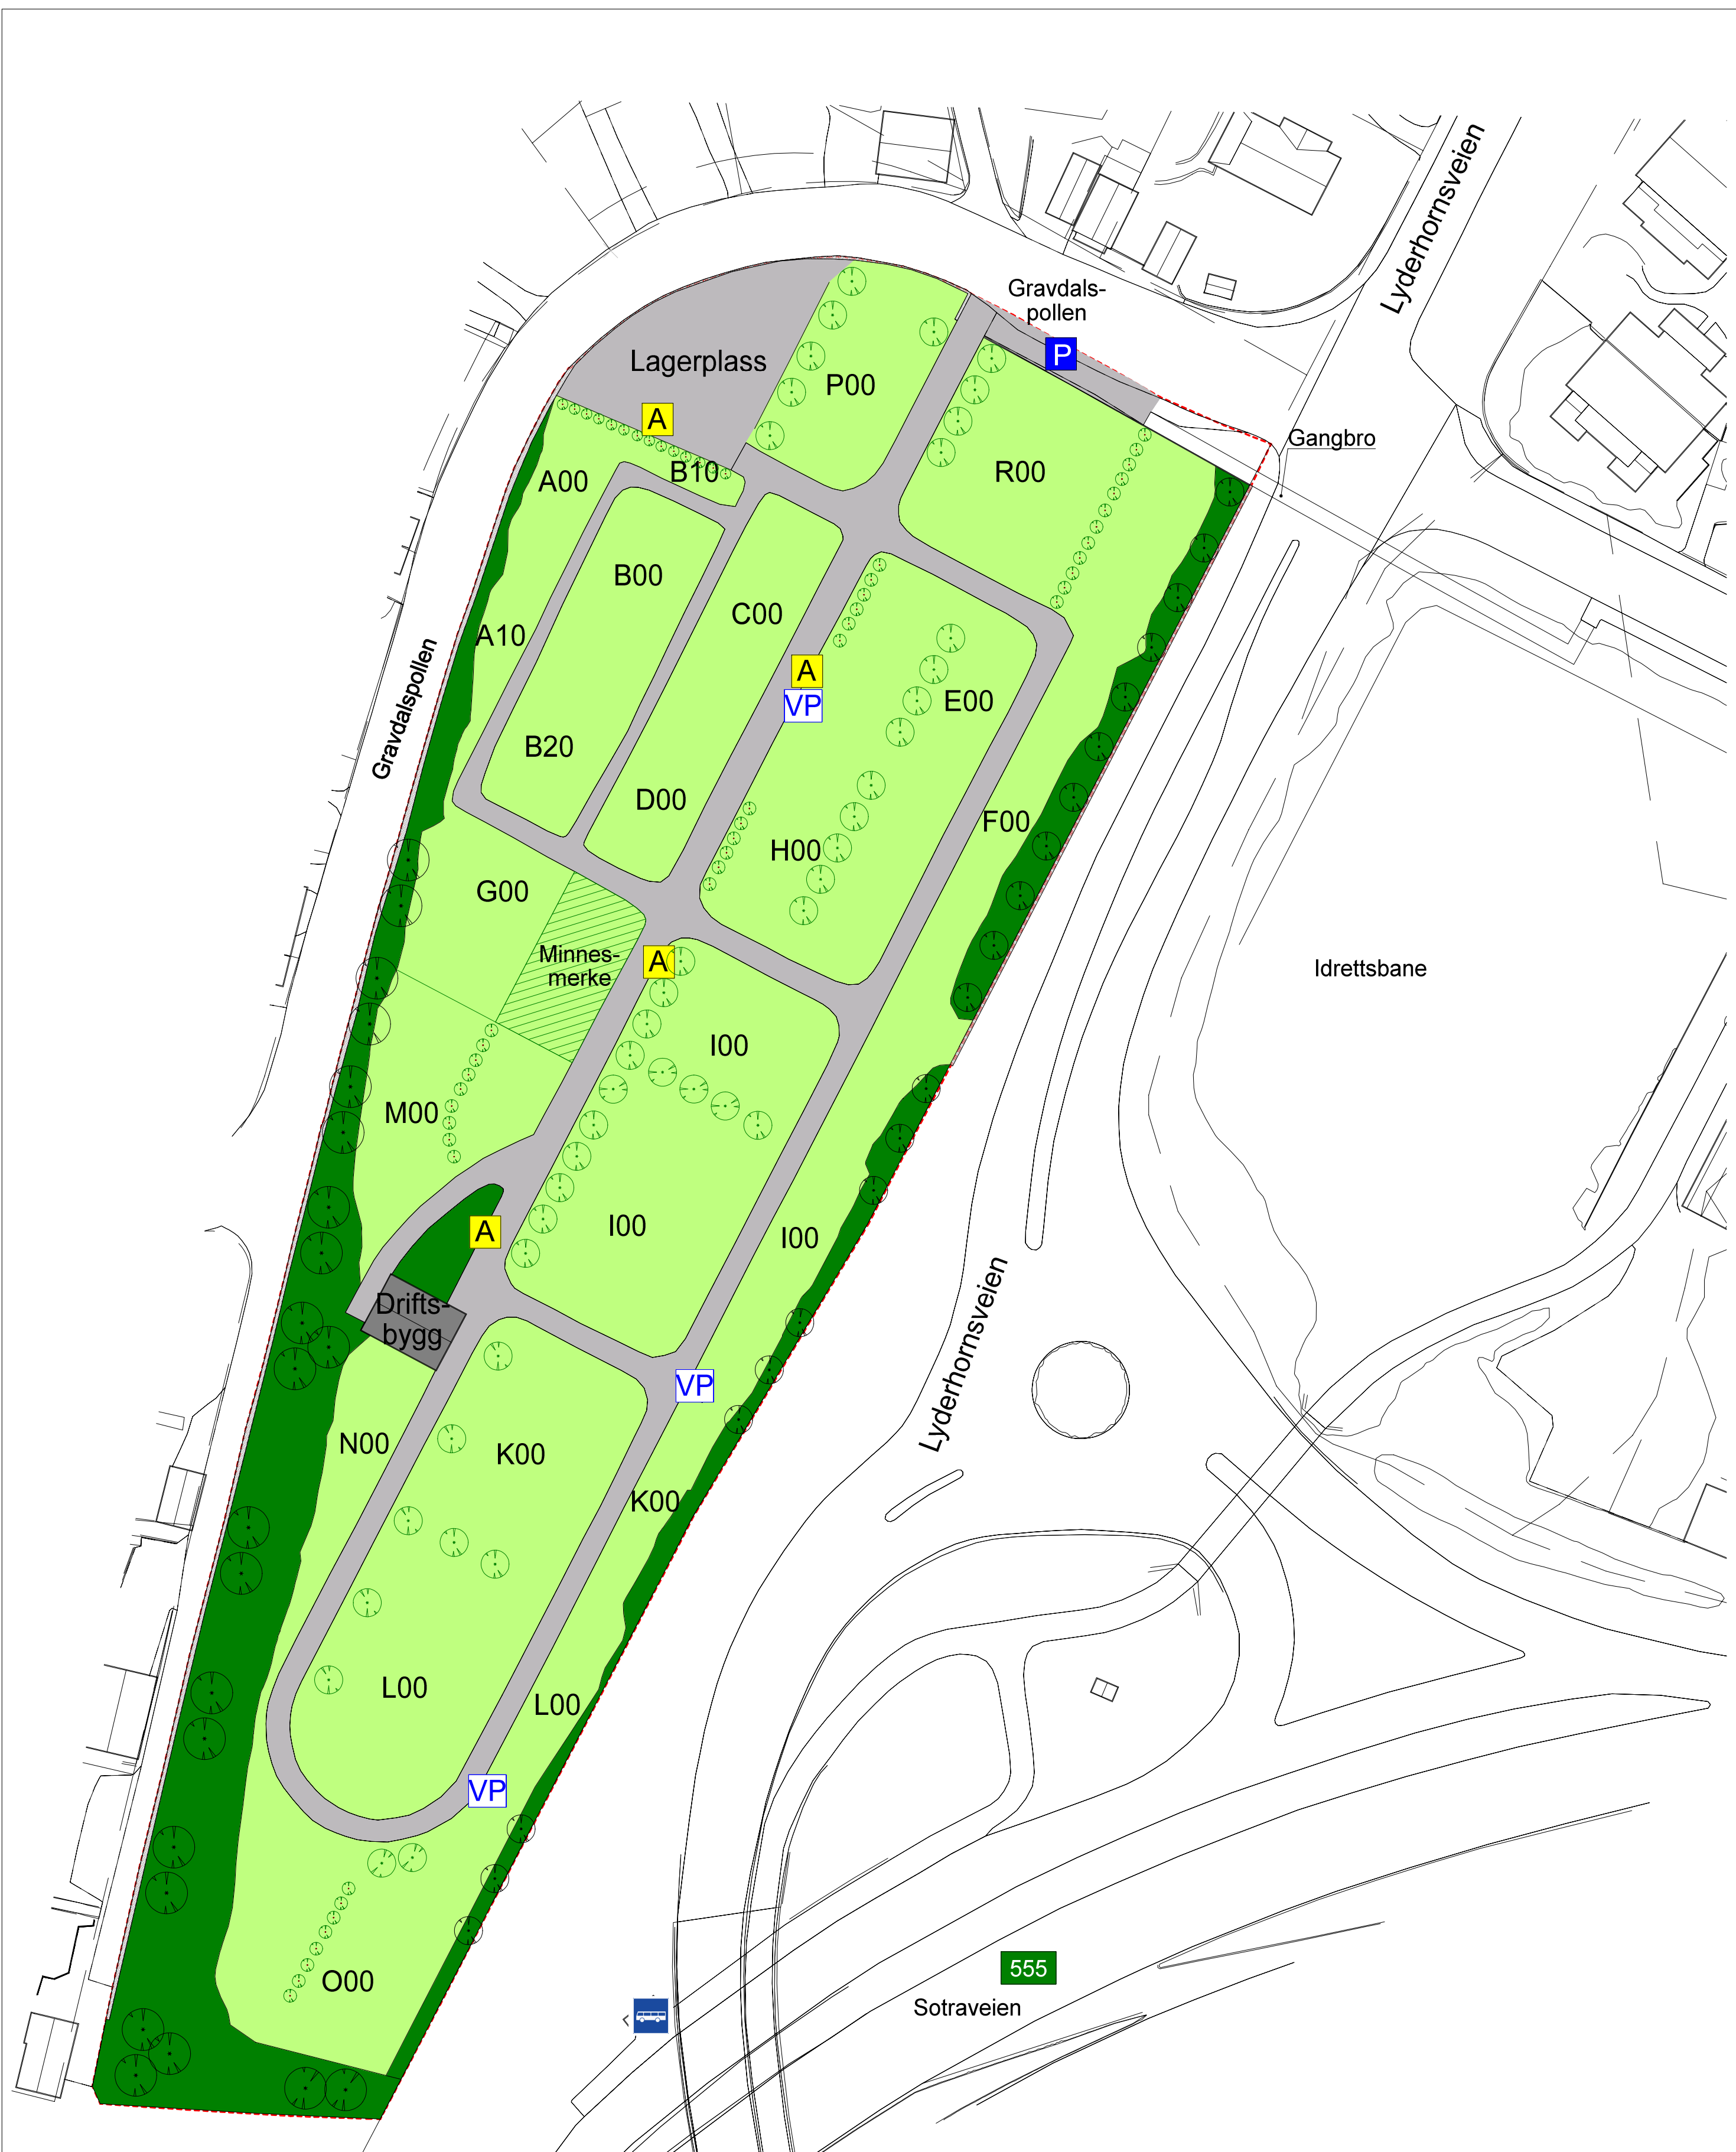 Lyderhornsveien
Gravdals-
pollen
P
Lagerplass
P00
A
Gangbro
B10
A00
R00
B00
C00
A10
A
VP
E00
Gravdalspollen
B20
D00
F00
H00
G00
Minnes-
merke
A
Idrettsbane
I00
M00
I00
A
I00
Drifts-
bygg
Lyderhornsveien
VP
N00
K00
K00
L00
L00
VP
O00
555
Sotraveien